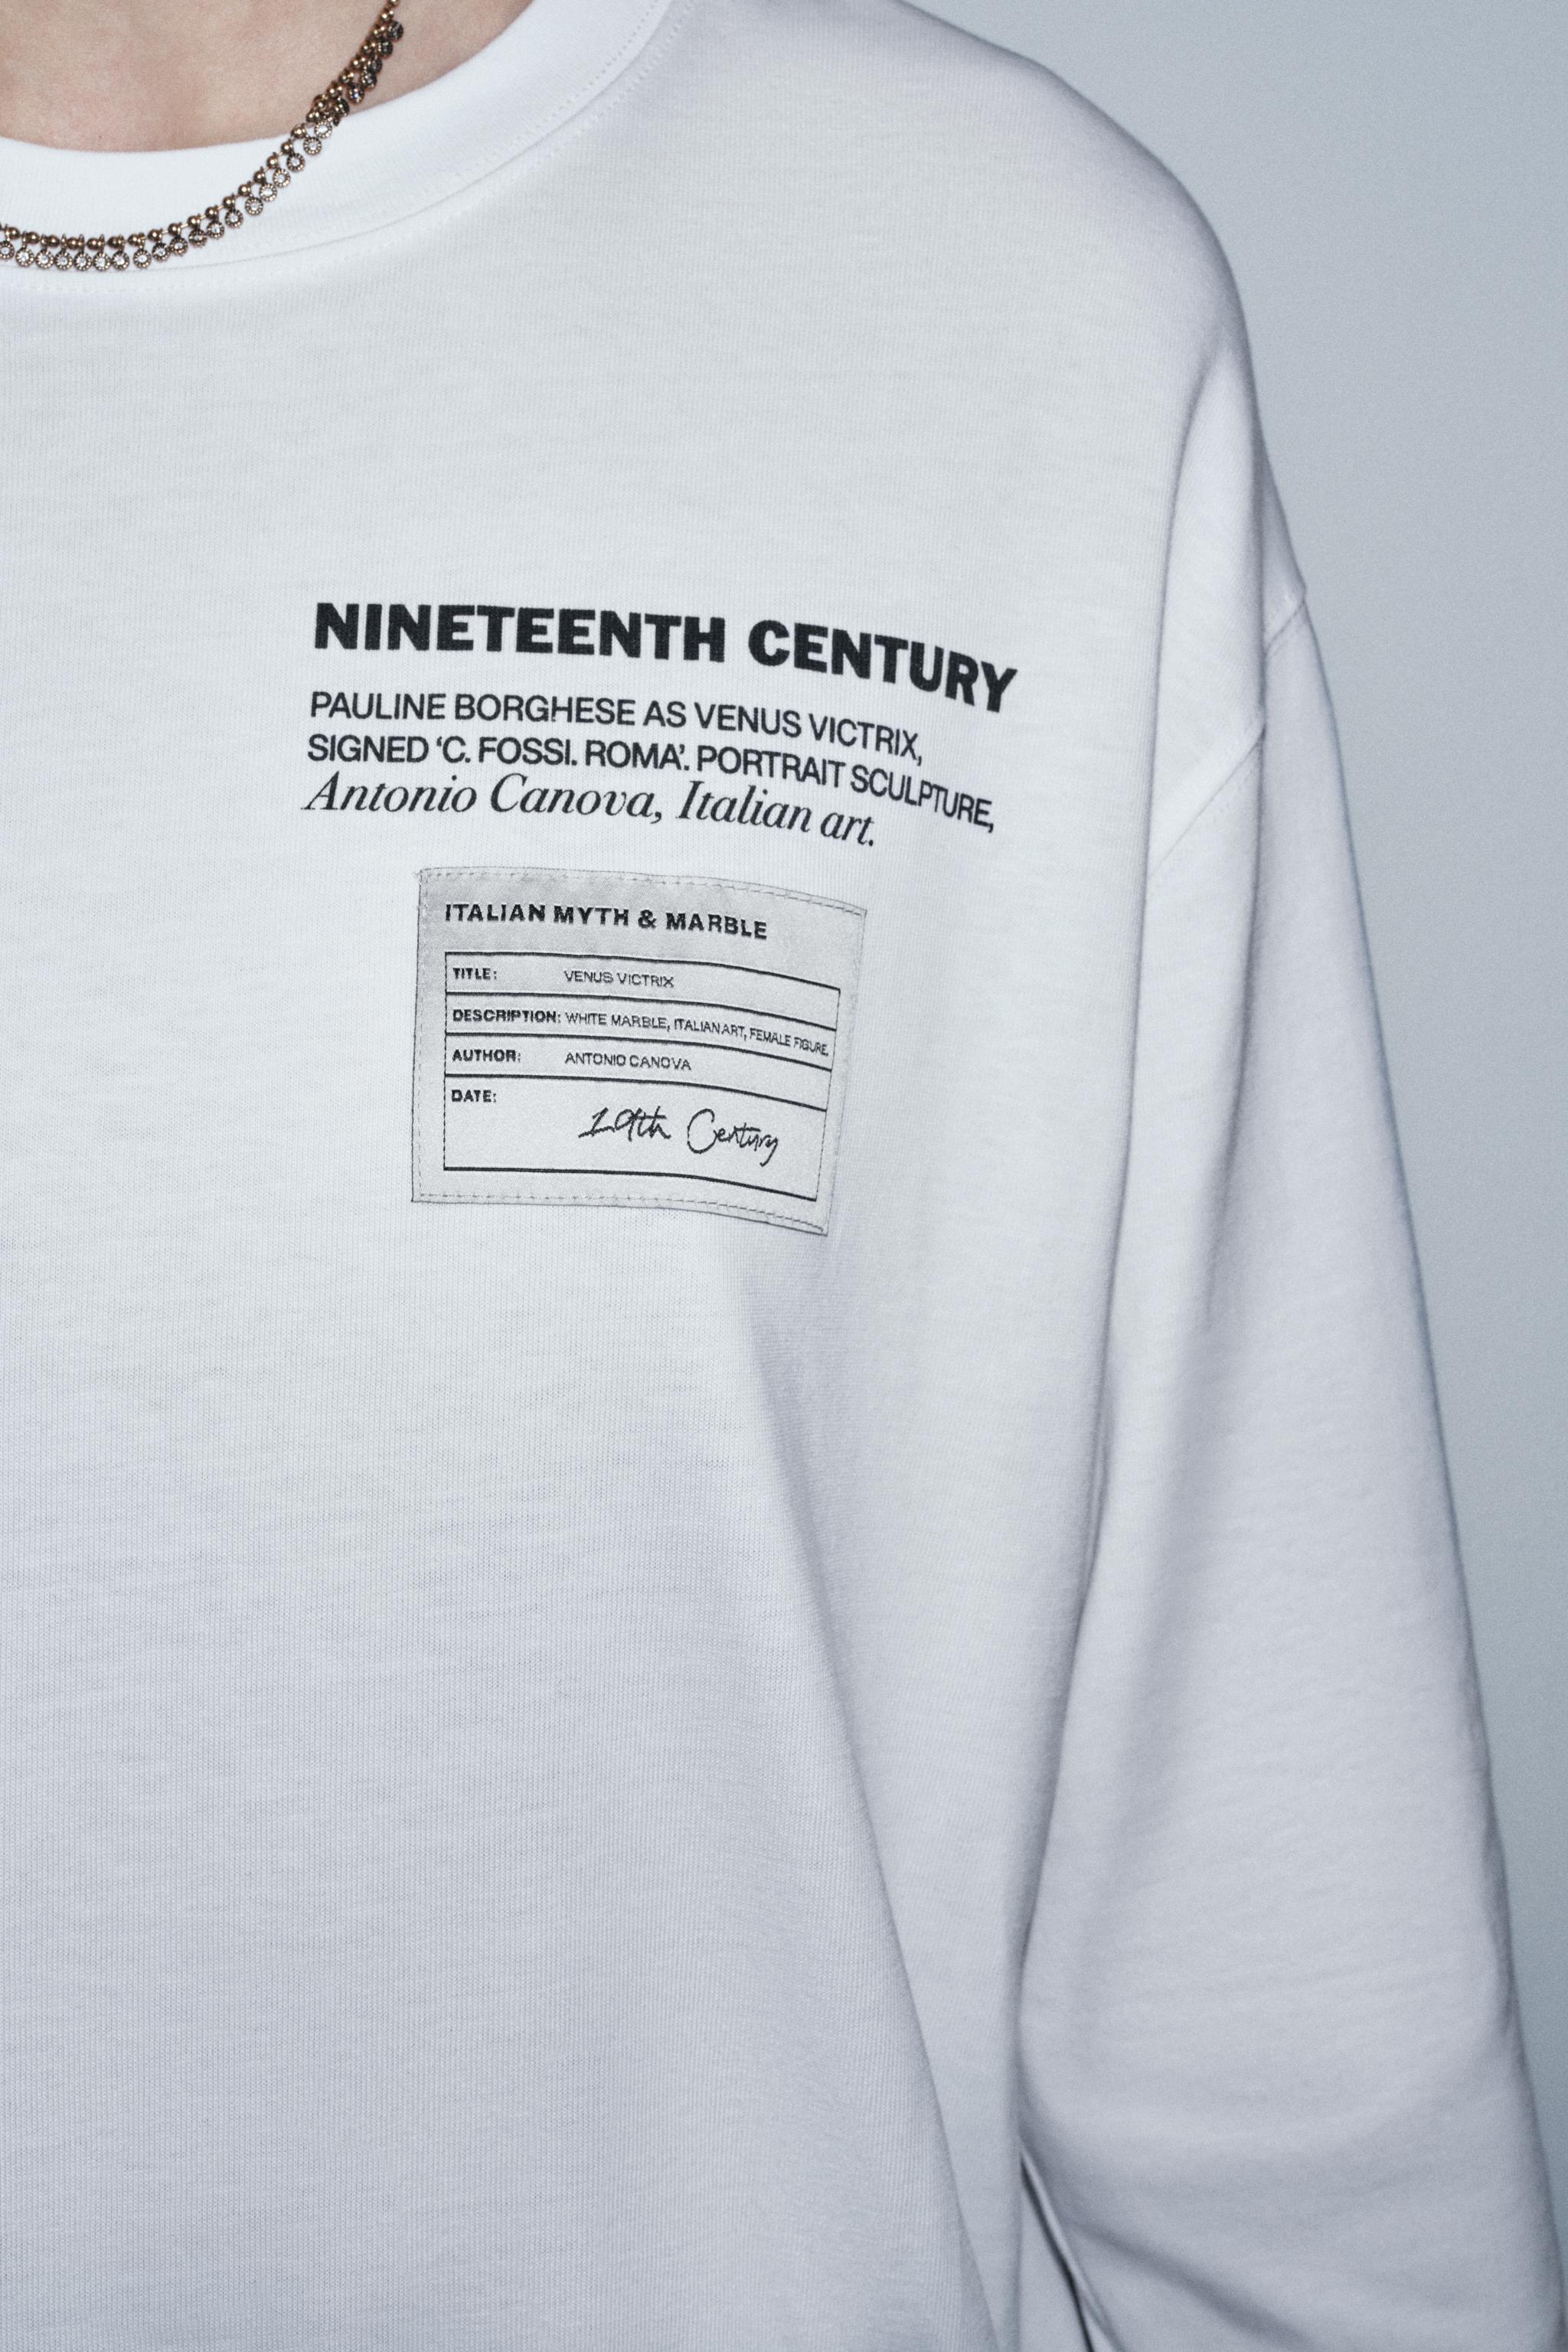 NINETEENTH CENTURY
PAULINE BORGHESE AS VENUS VICTRIX,
SIGNED ‘C. FOSSI. ROMA’. PORTRAIT SCULPTURE,
Antonio Canova, Italian art.
ITALIAN MYTH & MARBLE
TITLE: VENUS VICTRIX
DESCRIPTION: WHITE MARBLE, ITALIAN ART, FEMALE FIGURE.
AUTHOR: ANTONIO CANOVA
DATE:
19th Century